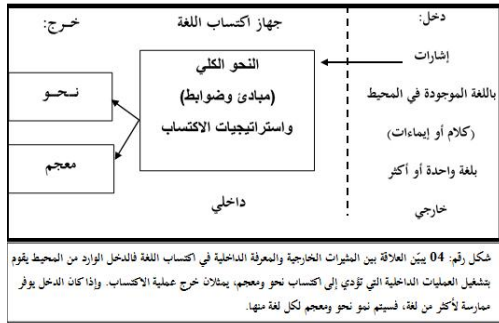 دخل:
جهاز اكتساب اللغة
خـرج:
إشارات
باللغة الموجودة في المحيط
(كلام أو إيماءات)
بلغة واحدة أو أكثر
خارجي
النحو الكلي
(مبادئ وضوابط)
واستراتيجيات الاكتساب
داخلي
نـحـو
معجم
شكل رقم: 04 يبيّن العلاقة بين المثيرات الخارجية والمعرفة الداخلية في اكتساب اللغة فالدخل الوارد من المحيط يقوم
بتشغيل العمليات الداخلية التي تؤدي إلى اكتساب نحو ومعجم، يمثلان خرج عملية الاكتساب. وإذا كان الدخل يوفر
ممارسة لأكثر من لغة، فسيتم نمو نحو ومعجم لكل لغة منها.